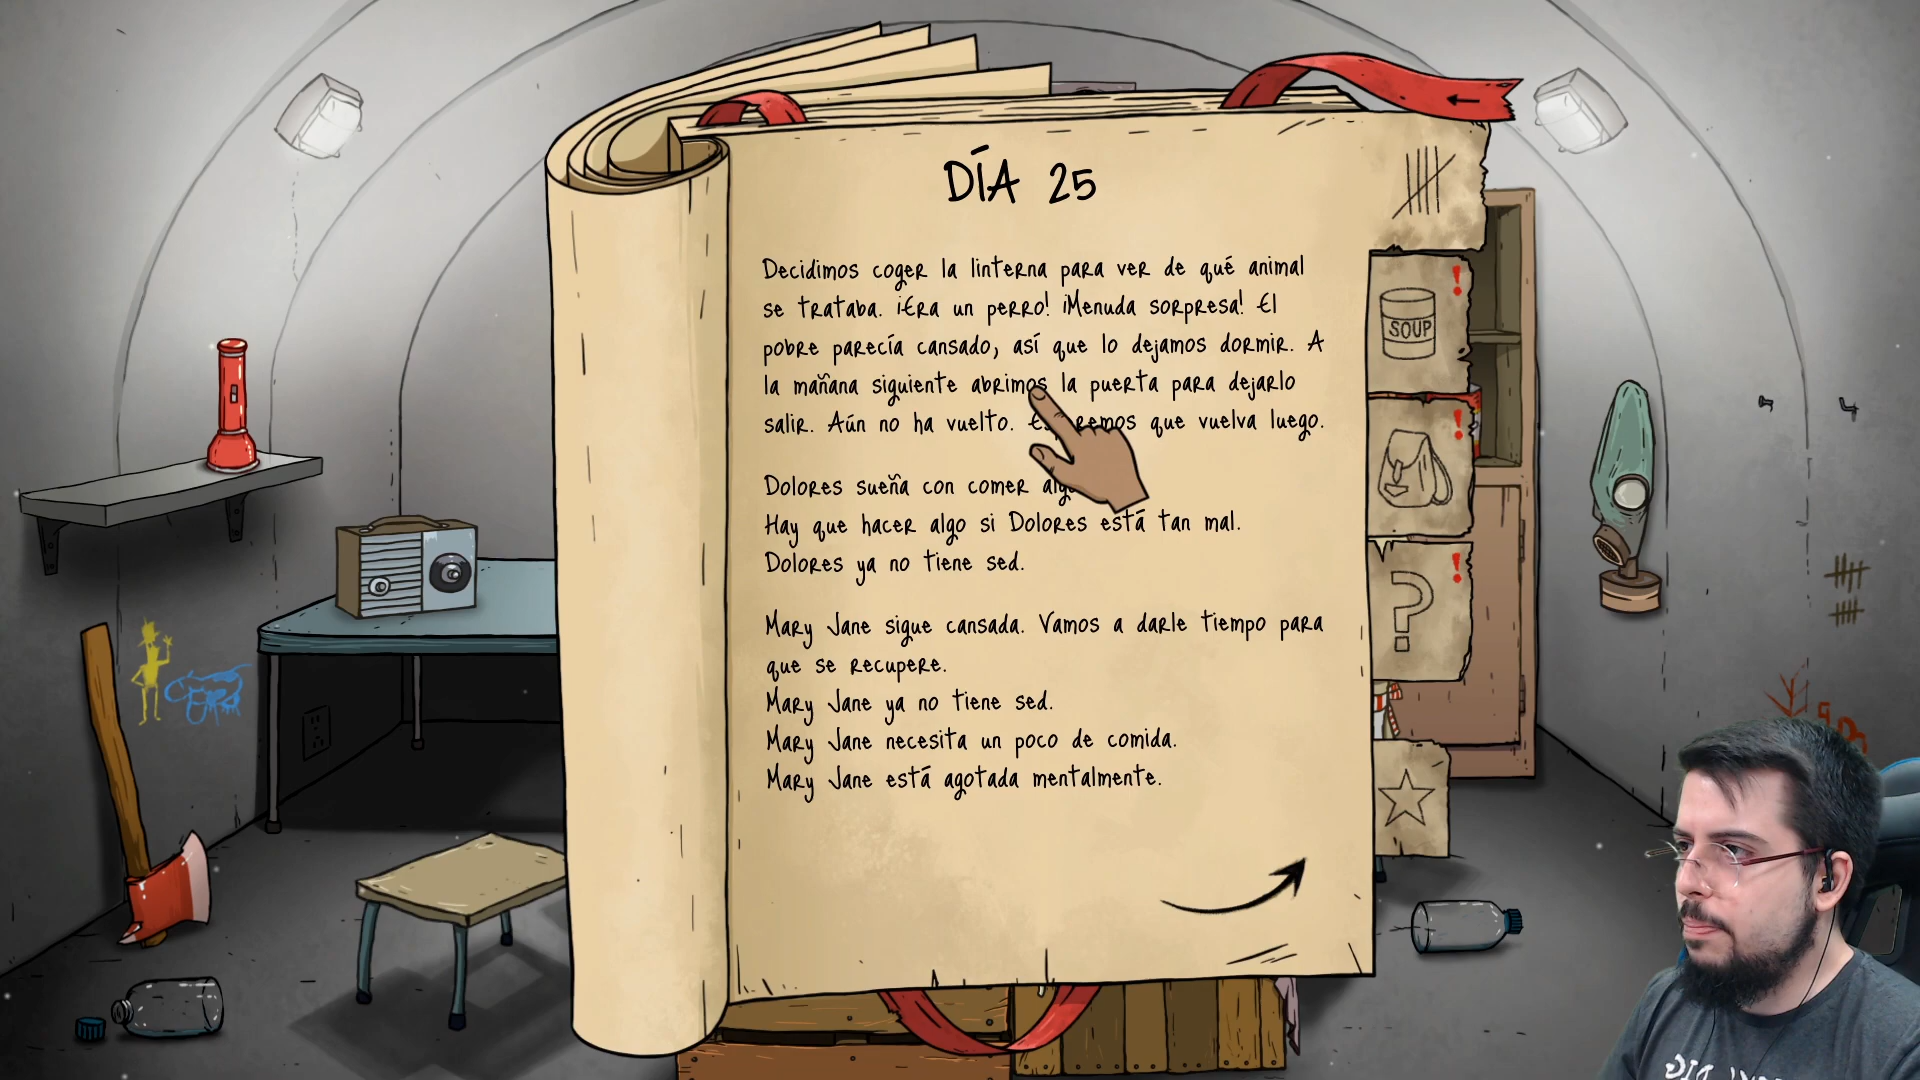 DÍA 25
Decidimos coger la linterna para ver de qué animal
se trataba. ¡Era un perro! ¡Menuda sorpresa! El
pobre parecía cansado, así que lo dejamos dormir. A
la mañana siguiente abrimos la puerta para dejarlo
salir. Aún no ha vuelto. que vuelva luego.
Dolores sueña con comer
Hay que hacer algo si Dolores está tan mal.
Dolores ya no tiene sed.
Mary Jane sigue cansada. Vamos a darle tiempo para
que se recupere.
Mary Jane ya no tiene sed.
Mary Jane necesita un poco de comida.
Mary Jane está agotada mentalmente.
!
SOUP
!
!
?